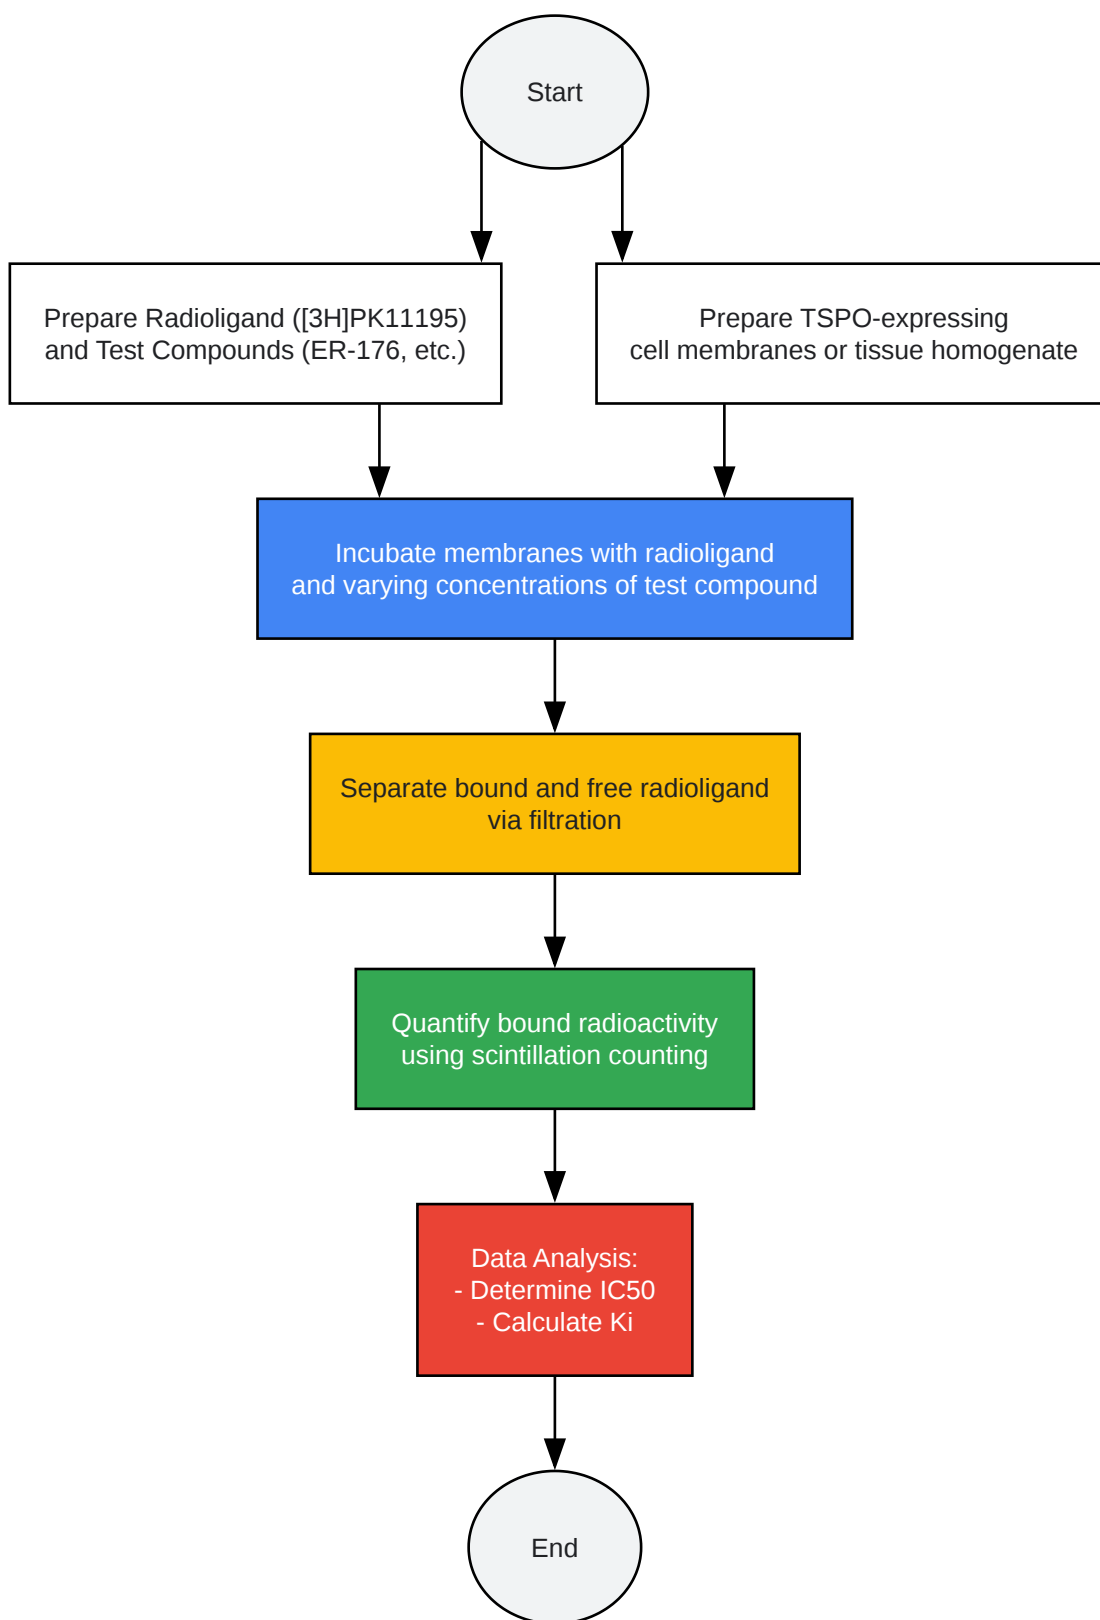 Start
Prepare Radioligand ([3H]PK11195)
and Test Compounds (ER-176, etc.)
Prepare TSPO-expressing
cell membranes or tissue homogenate
Incubate membranes with radioligand
and varying concentrations of test compound
Separate bound and free radioligand
via filtration
Quantify bound radioactivity
using scintillation counting
Data Analysis:
- Determine IC50
- Calculate Ki
End